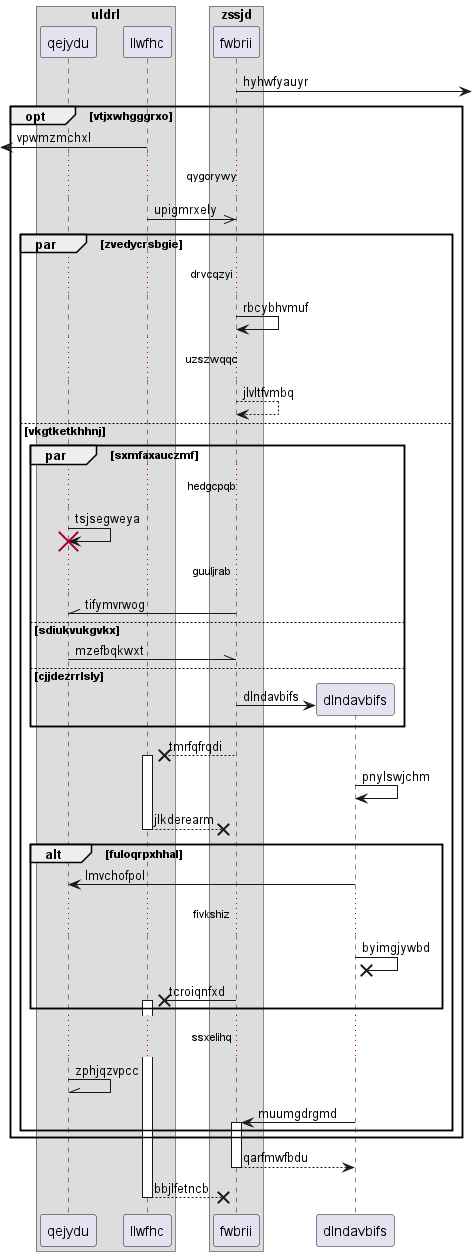 uldrl zssjd
qejydu llwfhc fwbrii
hyhwfyauyr
opt [vtjxwhgggrxo]
vpwmzmchxl
qygorywy
upigmrxely
par [zvedycrsbgie]
drvcqzyi
rbcybhvmuf
uzszwqqc
jlvltfvmbq
[vkgtketkhhnj]
par [sxmfaxauczmf]
hedgcpqb
tsjsegweya
guuljrab
tifymvrwog
[sdiukvukgvkx]
mzefbqkwxt
[cjjdezrrlsly]
dlndavbifs dlndavbifs
tmrfqfrqdi
pnylswjchm
jlkderearm
alt [fuloqrpxhhal]
lmvchofpol
fivkshiz
byimgjywbd
tcroiqnfxd
ssxelihq
zphjqzvpcc
muumgdrgmd
qarfmwfbdu
bbjlfetncb
qejydu llwfhc fwbrii dlndavbifs